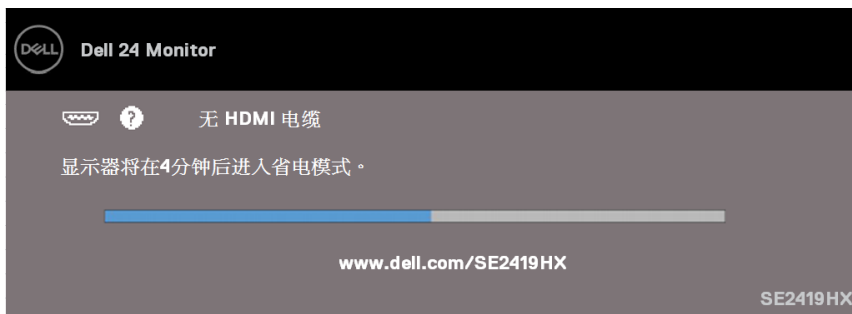 DELL
Dell 24 Monitor
? 无 HDMI 电缆
显示器将在4分钟后进入省电模式。
www.dell.com/SE2419HX
SE2419HX